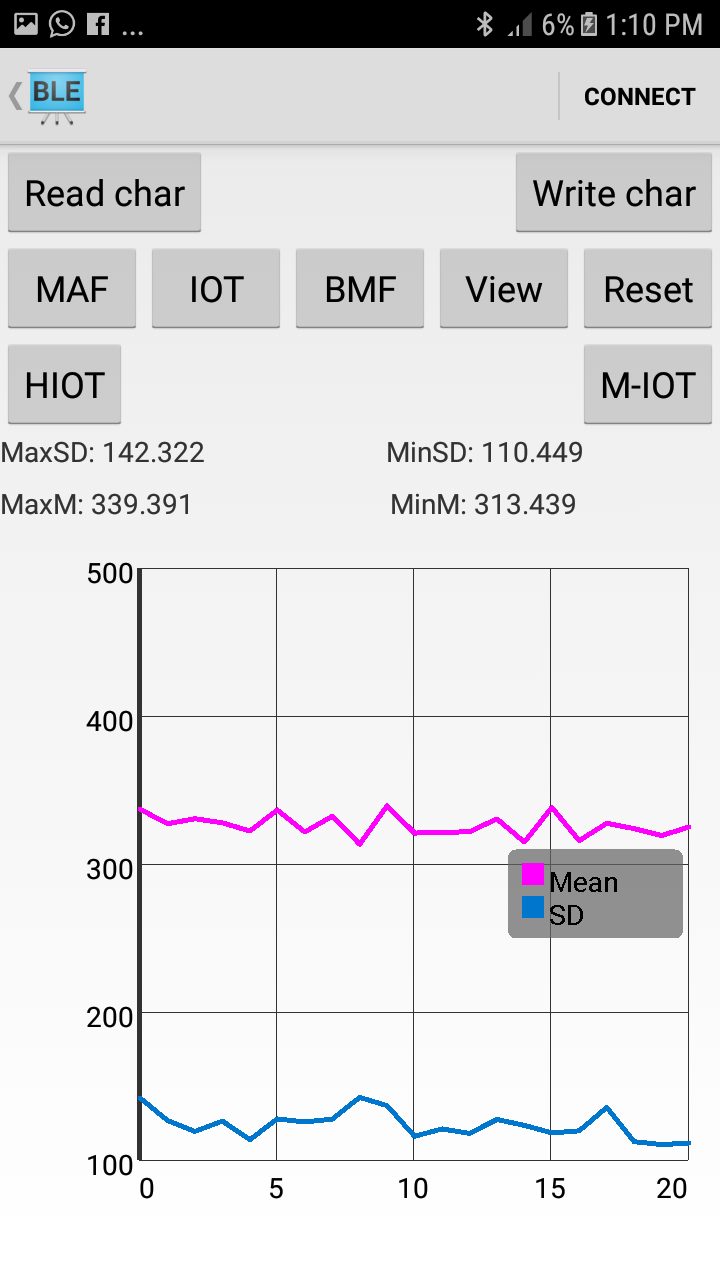 ... 6% 1:10 PM
BLE CONNECT
Read char Write char
MAF IOT BMF View Reset
HIOT M-IOT
MaxSD: 142.322 MinSD: 110.449
MaxM: 339.391 MinM: 313.439
500
400
300
Mean
SD
200
100
0 5 10 15 20